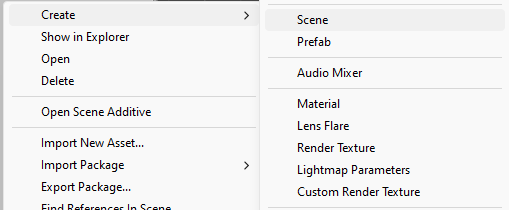 Create
Show in Explorer
Open
Delete
Open Scene Additive
Import New Asset...
Import Package
Export Package...
Find References In Scene
Scene
Prefab
Audio Mixer
Material
Lens Flare
Render Texture
Lightmap Parameters
Custom Render Texture